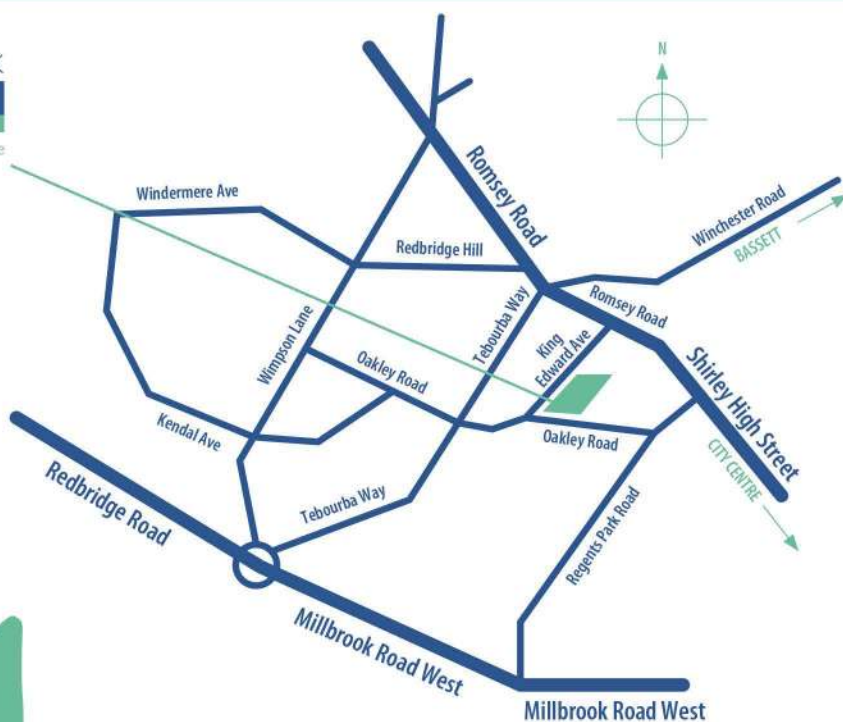 N
Romsey Road
Windermere Ave
Winchester Road
BASSETT
Redbridge Hill
Romsey Road
Tebourba Way
King
Edward Ave
Wimpson Lane
Oakley Road
Shirley High Street
Kendal Ave
Oakley Road
CITY CENTRE
Redbridge Road
Tebourba Way
Regents Park Road
Millbrook Road West
Millbrook Road West